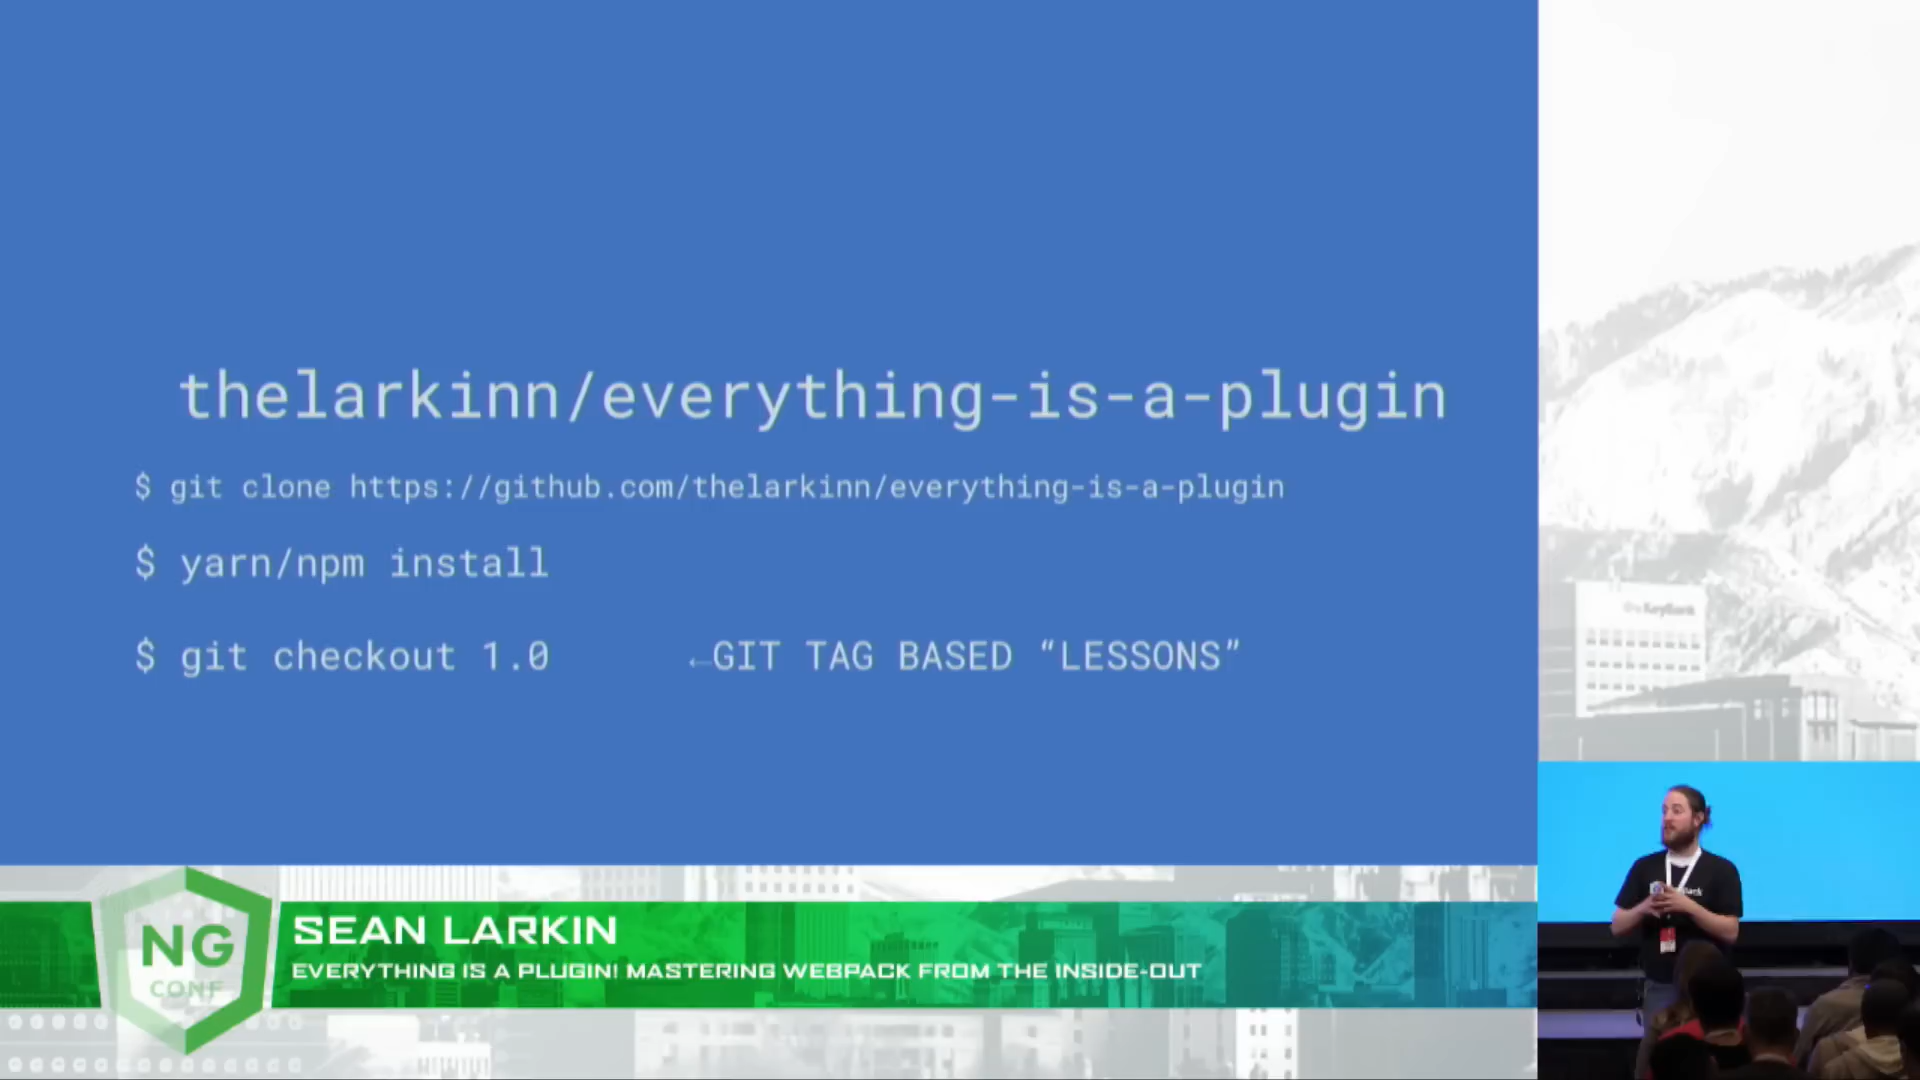 thelarkinn/everything-is-a-plugin
$ git clone https://github.com/thelarkinn/everything-is-a-plugin
$ yarn/npm install
$ git checkout 1.0 ←GIT TAG BASED “LESSONS”
KeyBank
NG
CONF
SEAN LARKIN
EVERYTHING IS A PLUGIN! MASTERING WEBPACK FROM THE INSIDE-OUT